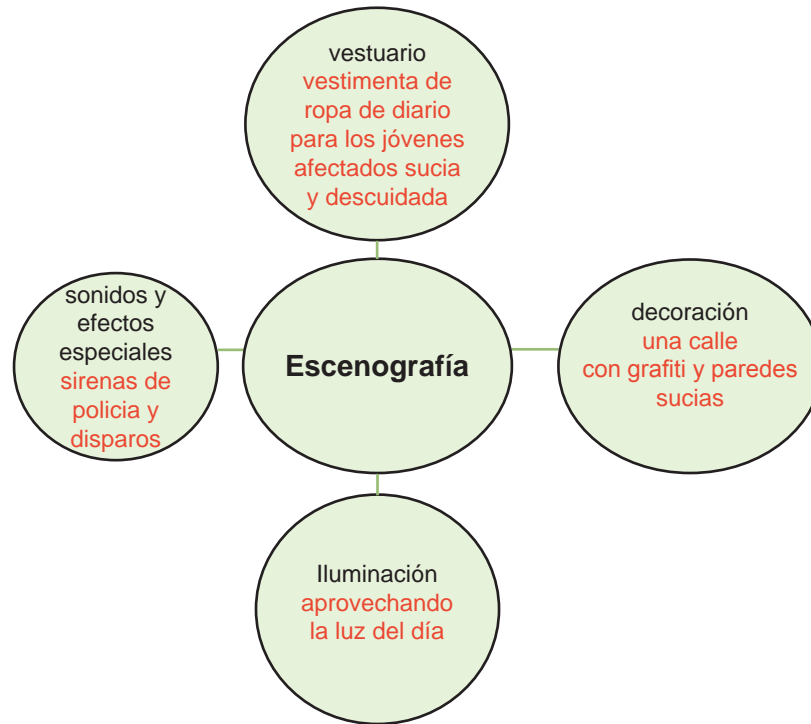 vestuario
vestimenta de
ropa de diario
para los jóvenes
afectados sucia
y descuidada
sonidos y
efectos
especiales
sirenas de
policia y
disparos
Escenografía
decoración
una calle
con grafiti y paredes
sucias
Iluminación
aprovechando
la luz del día